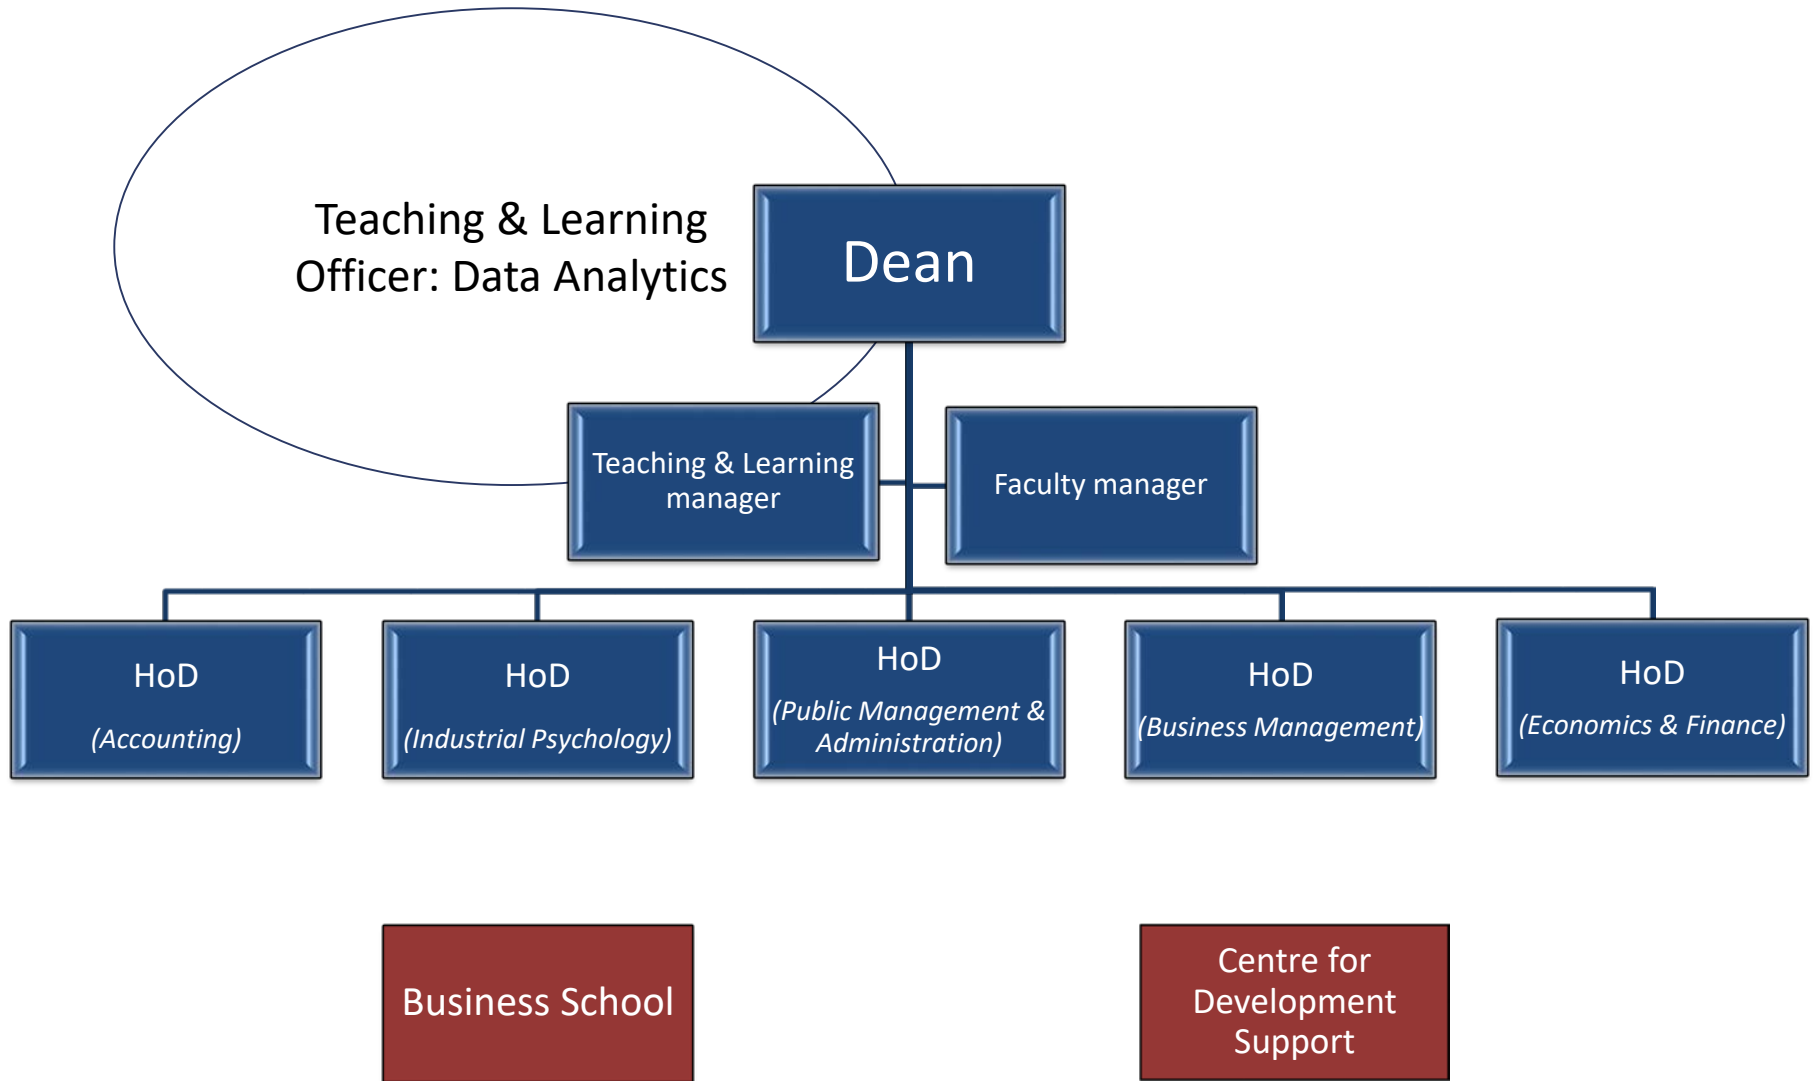 Teaching & Learning
Officer: Data Analytics
Dean
Teaching & Learning
manager
Faculty manager
HoD
(Accounting)
HoD
(Industrial Psychology)
HoD
(Public Management &
Administration)
HoD
(Business Management)
HoD
(Economics & Finance)
Business School
Centre for
Development
Support